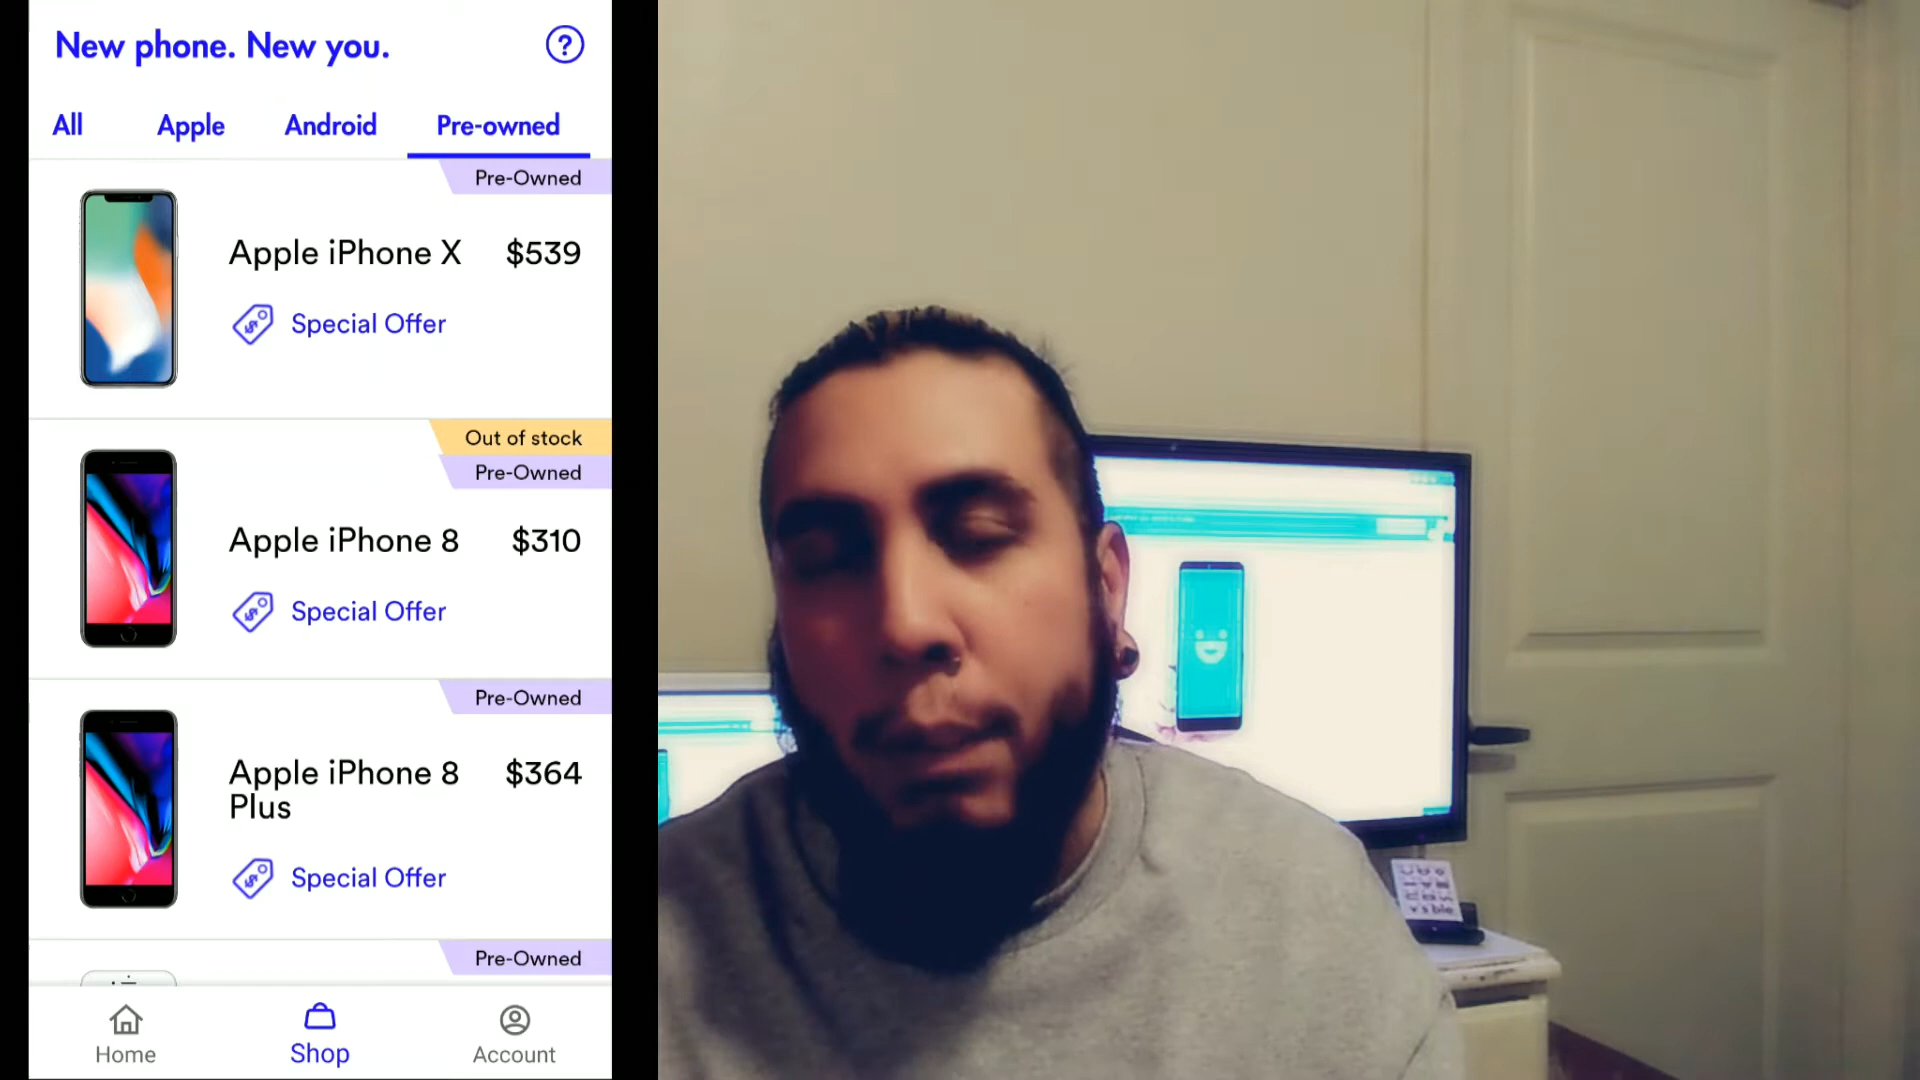 New phone. New you.
?
All Apple Android Pre-owned
Pre-Owned
Apple iPhone X $539
Special Offer
Out of stock
Pre-Owned
Apple iPhone 8 $310
Special Offer
Pre-Owned
Apple iPhone 8 $364
Plus
Special Offer
Pre-Owned
Home Shop Account